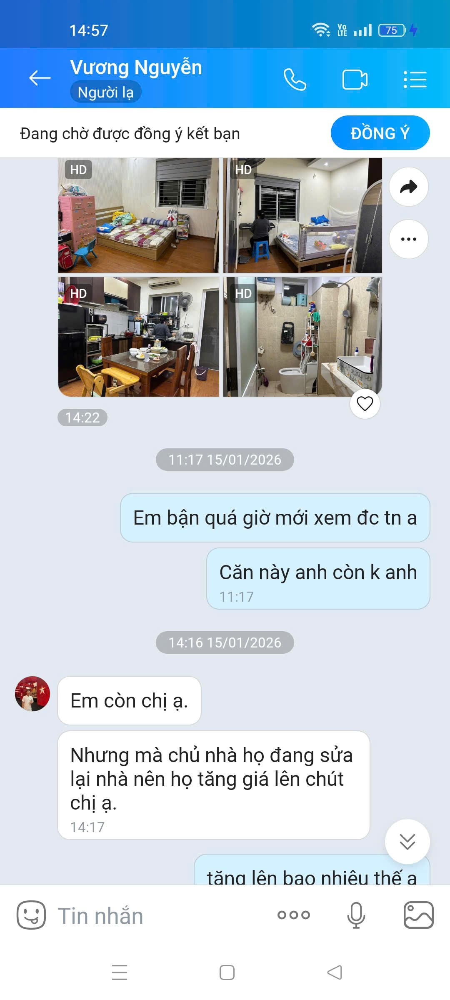 14:57
Vo
LTE
75
Vương Nguyễn
Người lạ
Đang chờ được đồng ý kết bạn
ĐỒNG Ý
HD
HD
HD
HD
14:22
11:17 15/01/2026
Em bận quá giờ mới xem đc tn a
Căn này anh còn k anh
11:17
14:16 15/01/2026
Em còn chị ạ.
Nhưng mà chủ nhà họ đang sửa
lại nhà nên họ tăng giá lên chút
chị ạ.
14:17
tăng lên bao nhiêu thế a
Tin nhắn